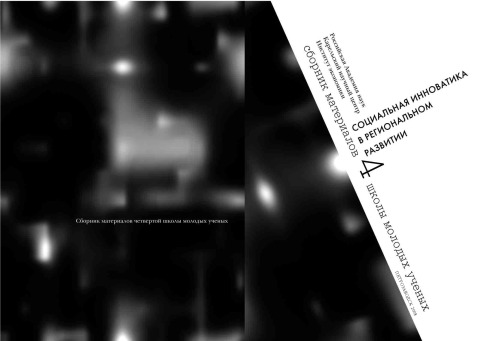 Сборник материалов четвертой школы молодых ученых
Российская Академия наук
Карельский научный центр
Институт экономики
сборник материалов
4
школы молодых ученых
СОЦИАЛЬНАЯ ИННОВАТИКА
В РЕГИОНАЛЬНОМ
РАЗВИТИИ